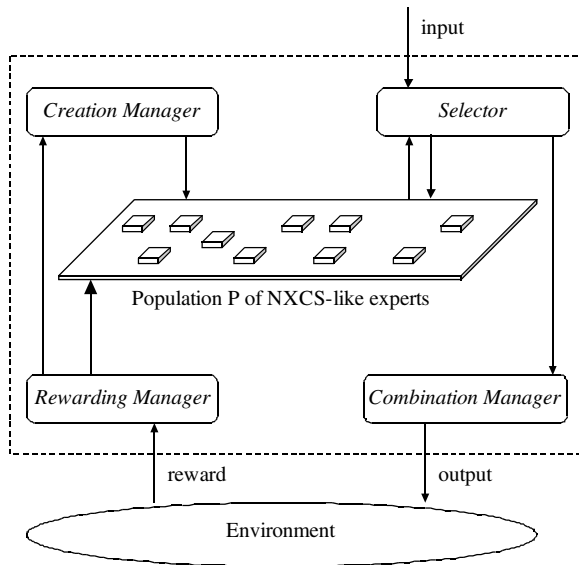 input
Creation Manager
Selector
Population P of NXCS-like experts
Rewarding Manager
Combination Manager
reward
output
Environment